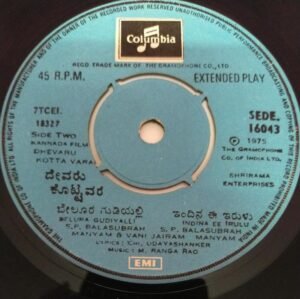 Columbia
REGD TRADE MARK OF THE GRAMOPHONE CO., LTD
45 R.P.M.
EXTENDED PLAY
7TCEI.
18327
SIDE TWO
KANNADA FILM
DHEVARU
KOTTA VARA
SEDE.
16043
Ⓟ 1975
THE GRAMOPHONE
CO. OF INDIA LTD.
SHRIRAMA
ENTERPRISES
ದೇವರು
ಕೊಟ್ಟವರ
ಬೇಲೂರ ಗುಡಿಯಲ್ಲಿ
BELURA GUDIYALLI
S.P. BALASUBRAH
MANYAM & VANI JAIRAM
ಇಂದಿನ ಈ ಇರುಳು
INDINA EE IRULU
S.P. BALASUBRAH
MANYAM
LYRICS: CHI. UDAYASHANKER
MUSIC: M. RANGA RAO
EMI